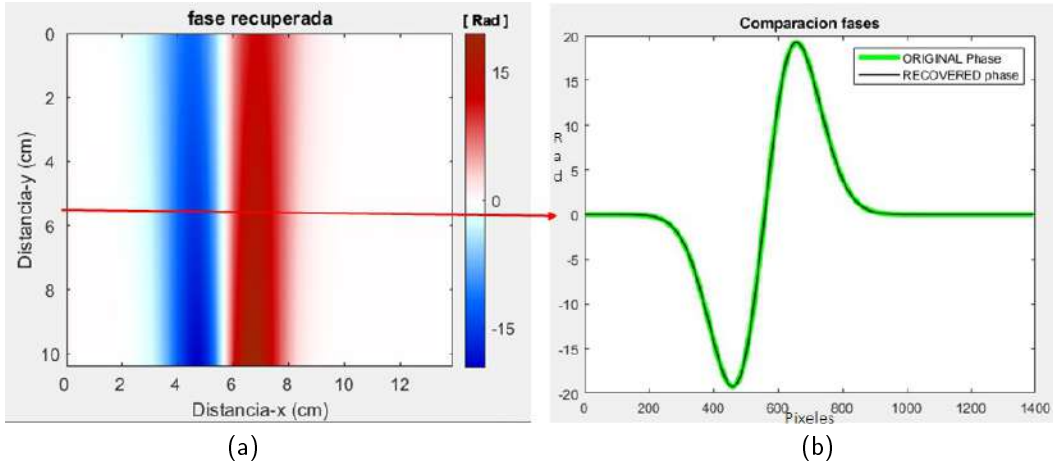 fase recuperada
[ Rad ]
0
2
4
6
8
10
Distancia-y (cm)
0
2
4
6
8
10
12
Distancia-x (cm)
15
0
-15
(a)
Comparacion fases
20
15
10
5
0
-5
-10
-15
-20
R
a
d
ORIGINAL Phase
RECOVERED phase
0
200
400
600
800
1000
1200
1400
Pixeles
(b)